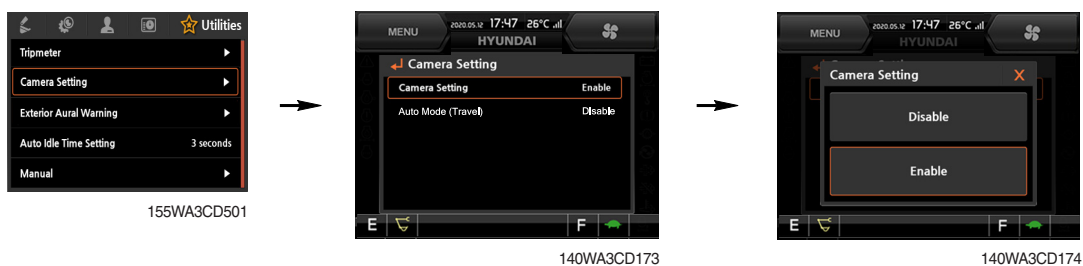 Utilities
Tripmeter
Camera Setting
Exterior Aural Warning
Auto Idle Time Setting 3 seconds
Manual
155WA3CD501
MENU 2020.05.12 17:47 26°C
HYUNDAI
Camera Setting
Camera Setting Enable
Auto Mode (Travel) Disable
E F
140WA3CD173
MENU 2020.05.12 17:47 26°C
HYUNDAI
Camera Setting X
Disable
Enable
E F
140WA3CD174